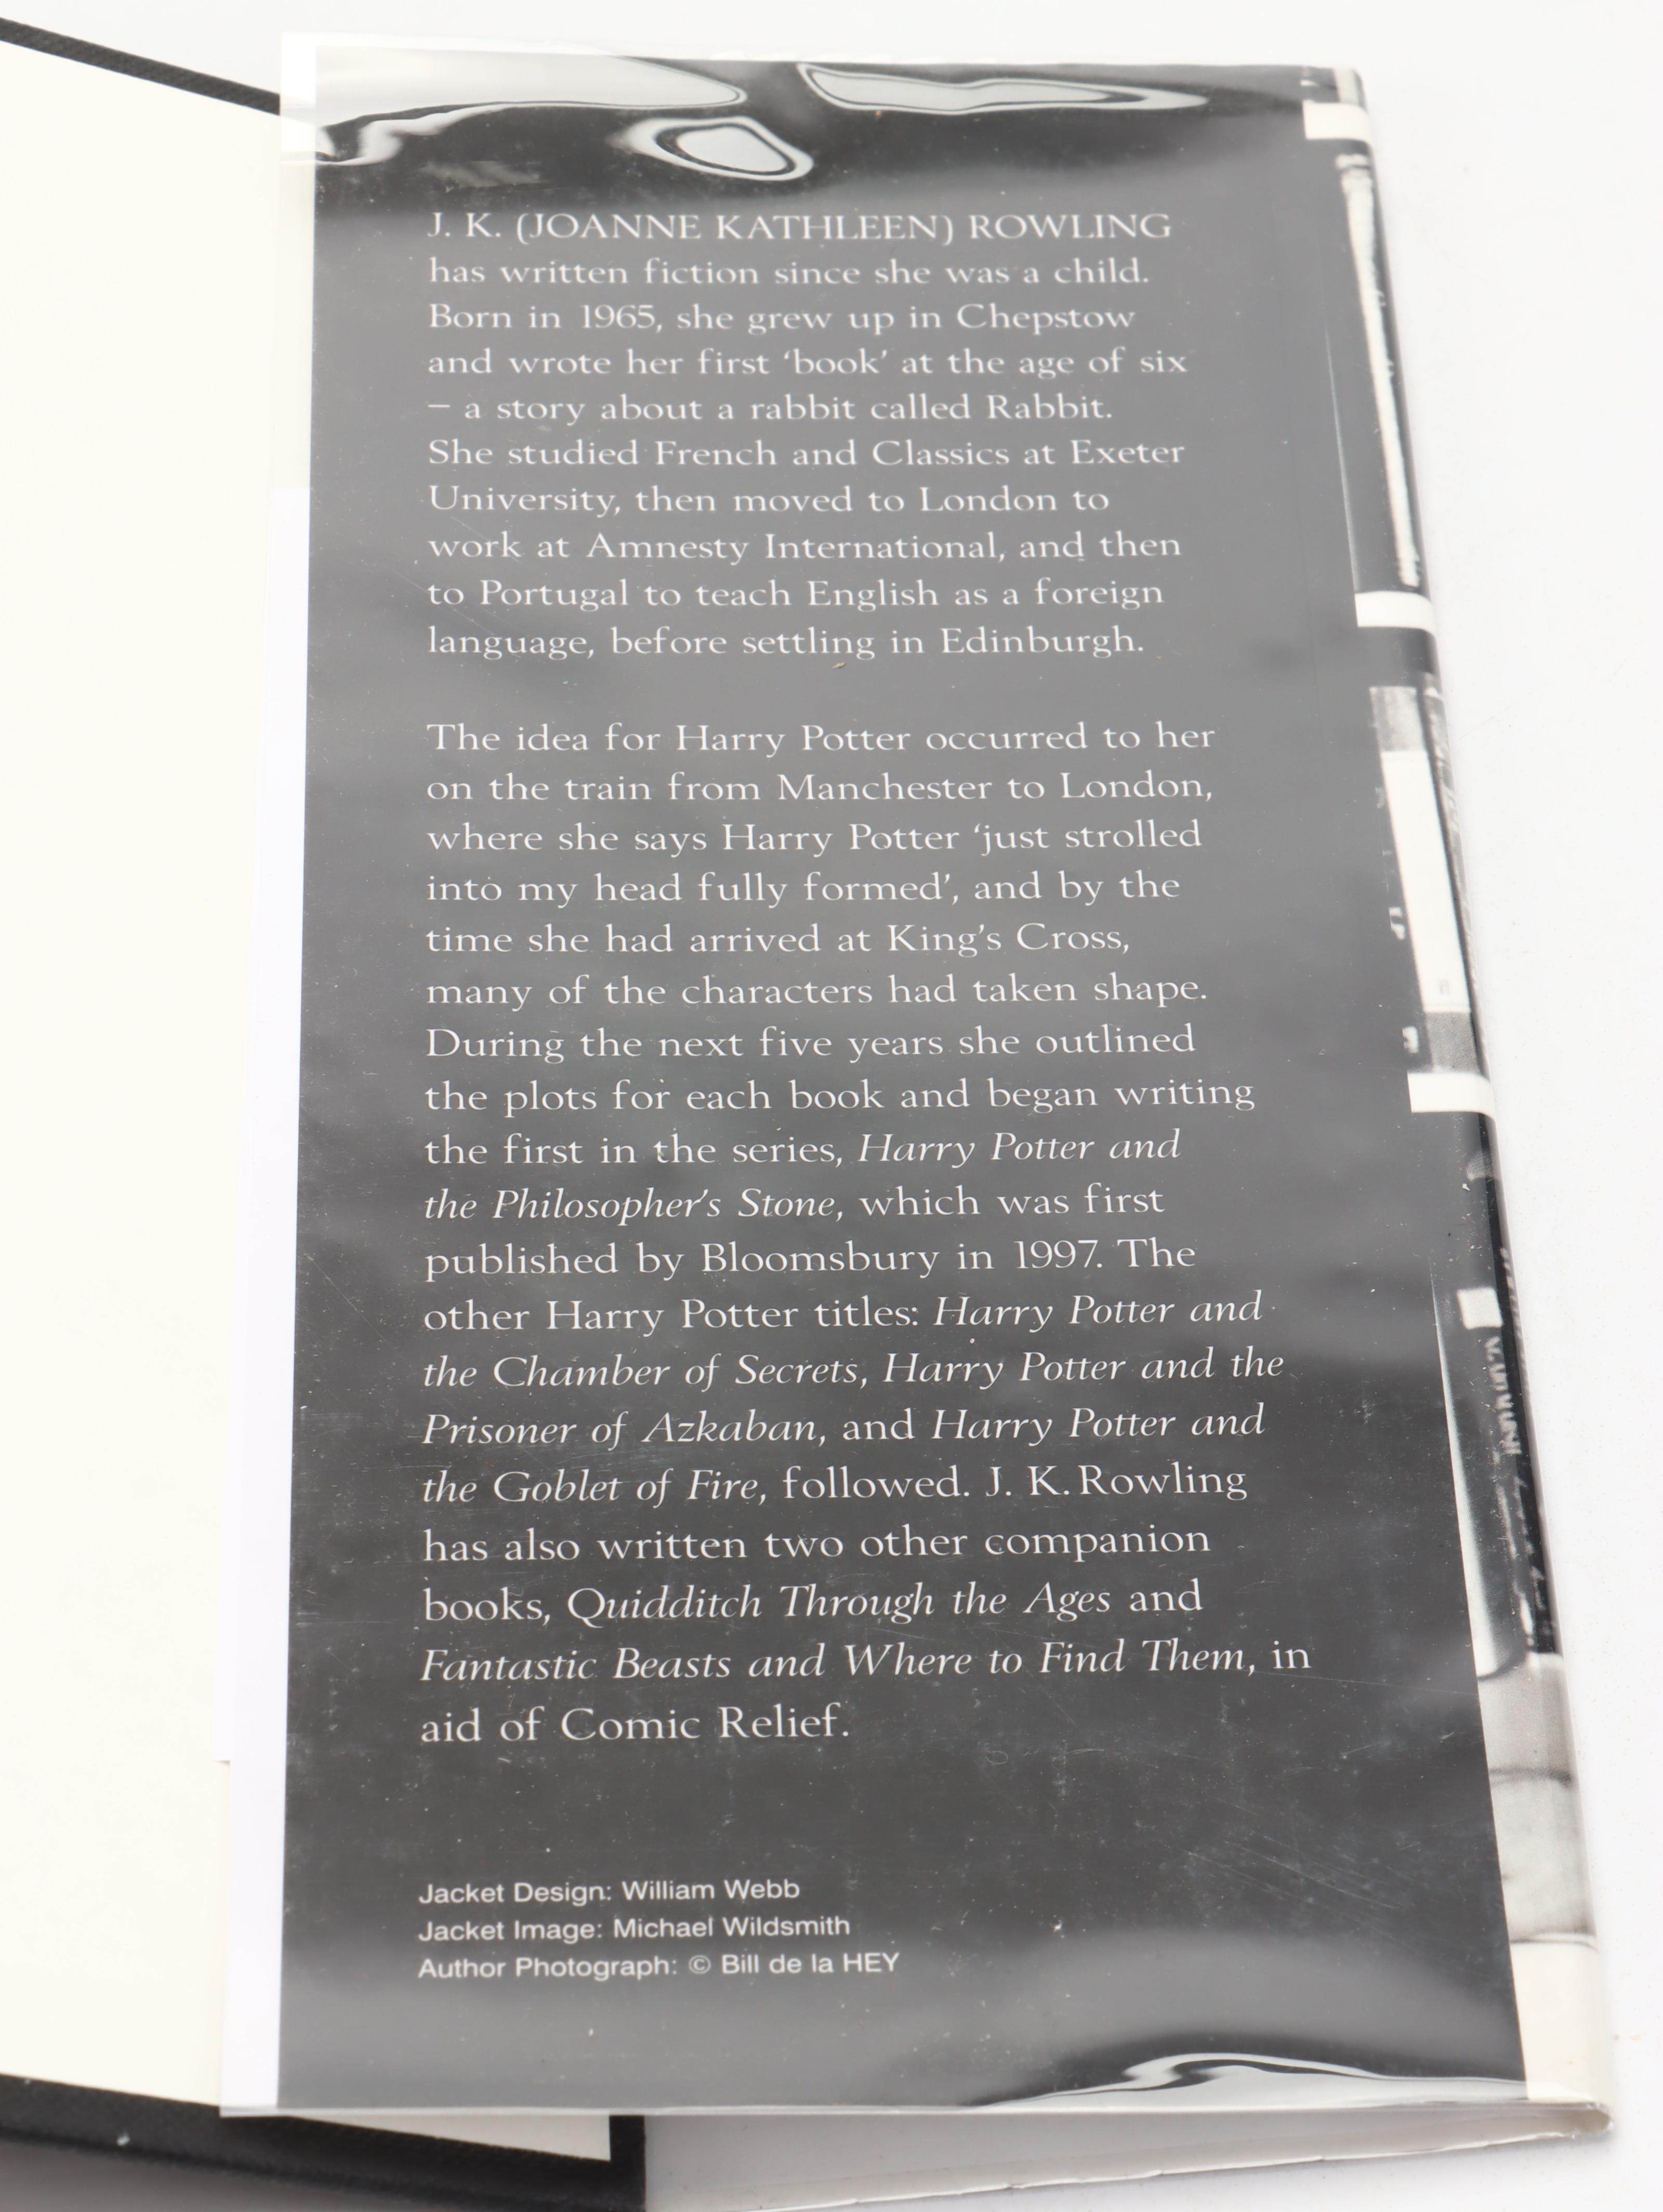 J. K. (JOANNE KATHLEEN) ROWLING
has written fiction since she was a child.
Born in 1965, she grew up in Chepstow
and wrote her first ‘book’ at the age of six
– a story about a rabbit called Rabbit.
She studied French and Classics at Exeter
University, then moved to London to
work at Amnesty International, and then
to Portugal to teach English as a foreign
language, before settling in Edinburgh.
The idea for Harry Potter occurred to her
on the train from Manchester to London,
where she says Harry Potter ‘just strolled
into my head fully formed’, and by the
time she had arrived at King’s Cross,
many of the characters had taken shape.
During the next five years she outlined
the plots for each book and began writing
the first in the series, Harry Potter and
the Philosopher’s Stone, which was first
published by Bloomsbury in 1997. The
other Harry Potter titles: Harry Potter and
the Chamber of Secrets, Harry Potter and the
Prisoner of Azkaban, and Harry Potter and
the Goblet of Fire, followed. J. K. Rowling
has also written two other companion
books, Quidditch Through the Ages and
Fantastic Beasts and Where to Find Them, in
aid of Comic Relief.
Jacket Design: William Webb
Jacket Image: Michael Wildsmith
Author Photograph: © Bill de la HEY